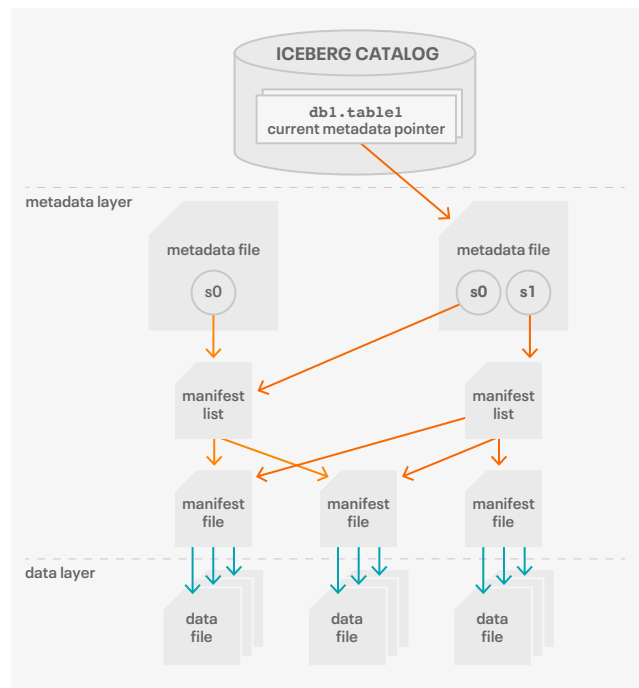 ICEBERG CATALOG
db1.table1
current metadata pointer
metadata layer
metadata file
s0
metadata file
s0
s1
manifest
list
manifest
list
manifest
file
manifest
file
manifest
file
data layer
data
file
data
file
data
file